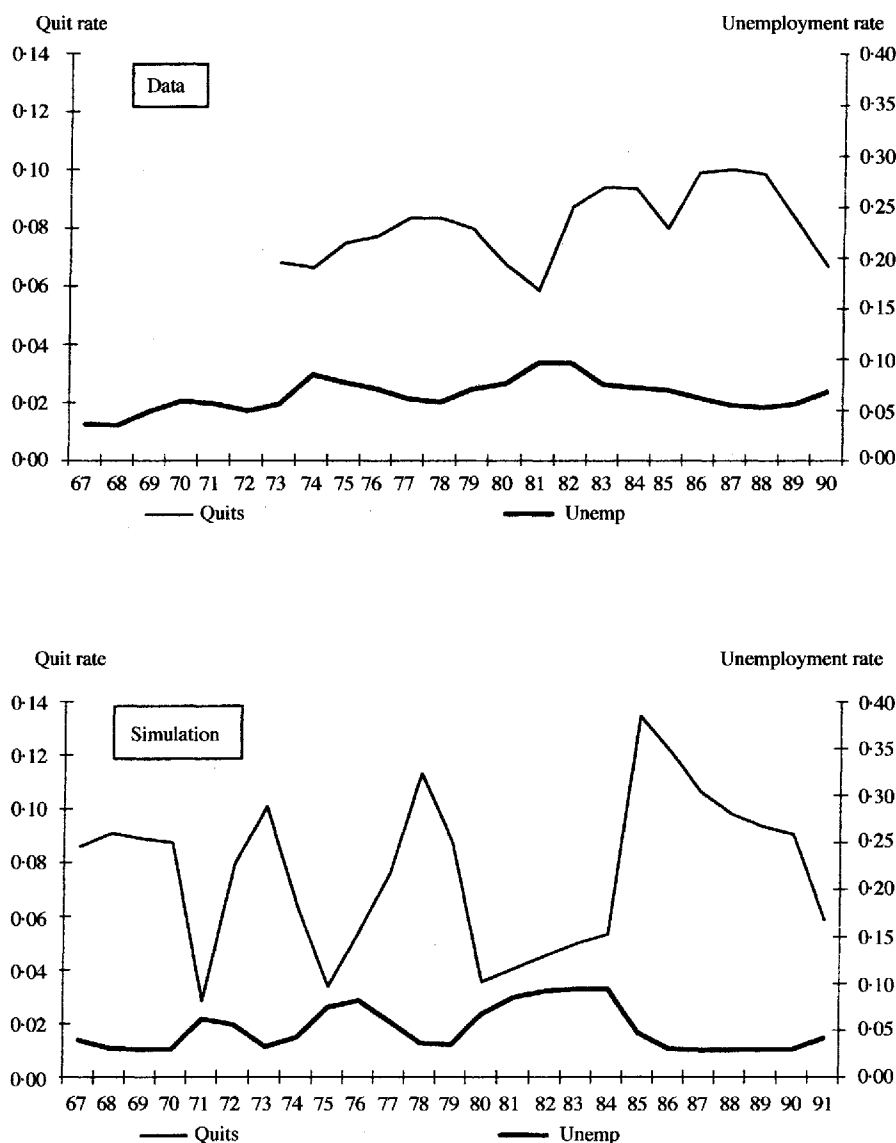 Quit rate Unemployment rate
0·14 0·40
Data
0·12 0·35
0·30
0·10
0·25
0·08
0·20
0·06
0·15
0·04 0·10
0·02 0·05
0·00 0·00
67 68 69 70 71 72 73 74 75 76 77 78 79 80 81 82 83 84 85 86 87 88 89 90
Quits Unemp
Quit rate Unemployment rate
0·14 0·40
Simulation
0·12 0·35
0·10 0·30
0·25
0·08
0·20
0·06
0·15
0·04 0·10
0·02 0·05
0·00 0·00
67 68 69 70 71 72 73 74 75 76 77 78 79 80 81 82 83 84 85 86 87 88 89 90 91
Quits Unemp